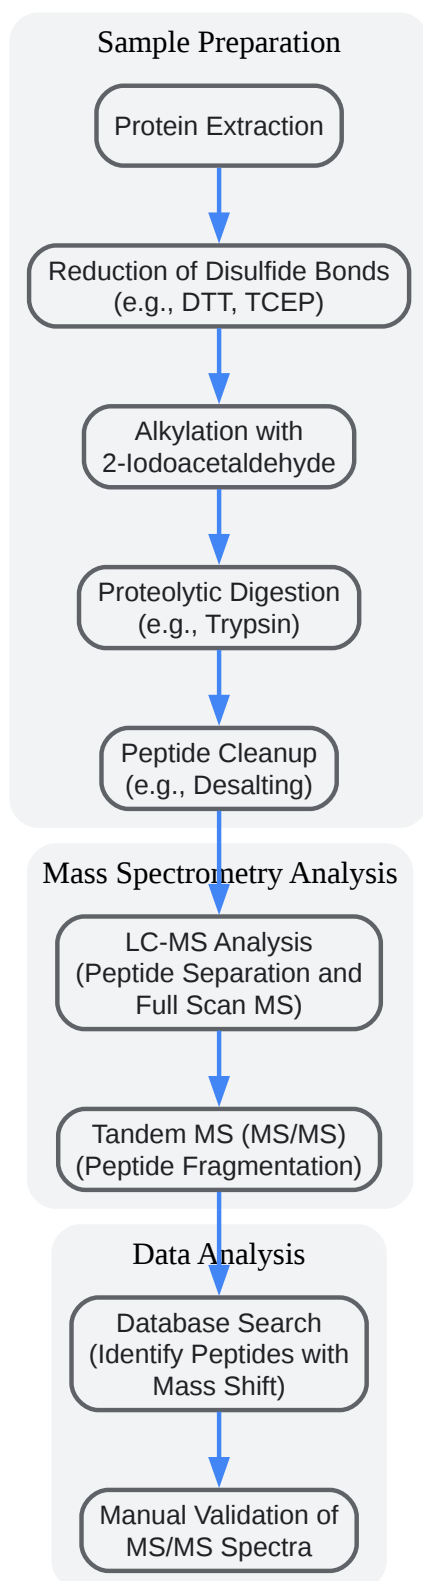 Sample Preparation
Protein Extraction
Reduction of Disulfide Bonds
(e.g., DTT, TCEP)
Alkylation with
2-Iodoacetaldehyde
Proteolytic Digestion
(e.g., Trypsin)
Peptide Cleanup
(e.g., Desalting)
Mass Spectrometry Analysis
LC-MS Analysis
(Peptide Separation and
Full Scan MS)
Tandem MS (MS/MS)
(Peptide Fragmentation)
Data Analysis
Database Search
(Identify Peptides with
Mass Shift)
Manual Validation of
MS/MS Spectra